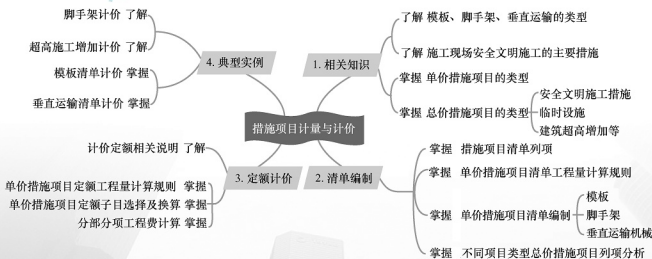 措施项目计量与计价
1. 相关知识
了解 模板、脚手架、垂直运输的类型
了解 施工现场安全文明施工的主要措施
掌握 单价措施项目的类型
掌握 总价措施项目的类型
安全文明施工措施
临时设施
建筑超高增加等
2. 清单编制
掌握 措施项目清单列项
掌握 单价措施项目清单工程量计算规则
掌握 单价措施项目清单编制
模板
脚手架
垂直运输机械
掌握 不同项目类型总价措施项目列项分析
3. 定额计价
计价定额相关说明 了解
单价措施项目定额工程量计算规则 掌握
单价措施项目定额子目选择及换算 掌握
分部分项工程费计算 掌握
4. 典型实例
脚手架计价 了解
超高施工增加计价 了解
模板清单计价 掌握
垂直运输清单计价 掌握